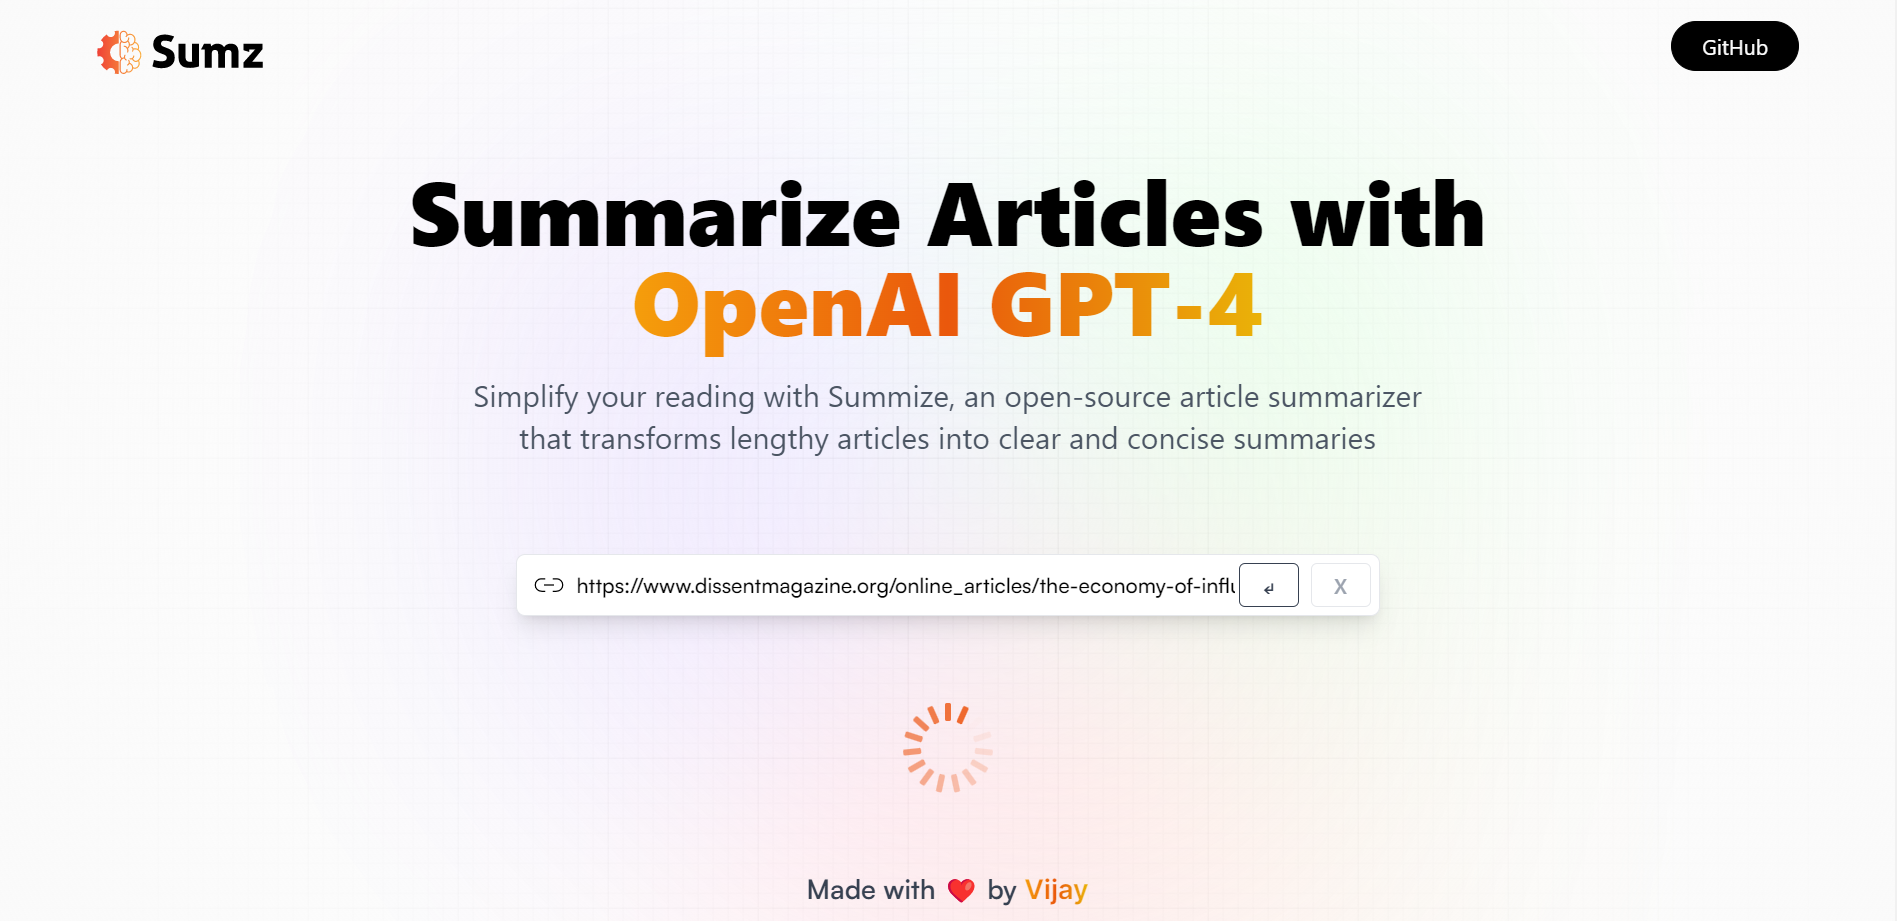 Sumz
GitHub
Summarize Articles with
OpenAI GPT-4
Simplify your reading with Summize, an open-source article summarizer
that transforms lengthy articles into clear and concise summaries
https://www.dissentmagazine.org/online_articles/the-economy-of-influ
↲
X
Made with ❤️ by Vijay